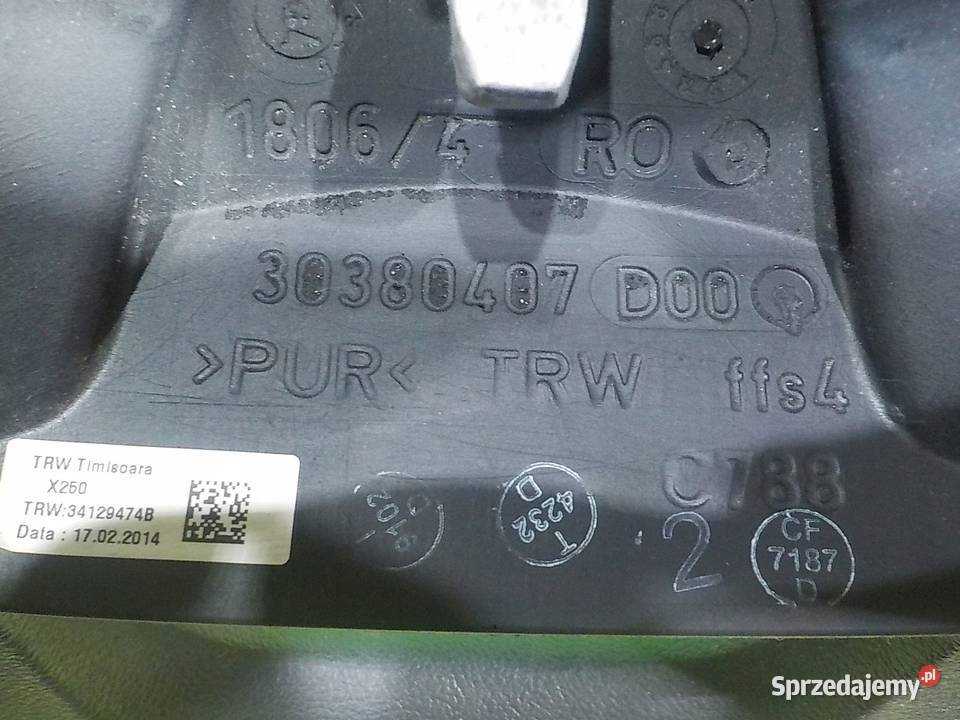 1806/4 RO
30380407 D00
>PUR< TRW ffs4
TRW Timisoara
X250
TRW:34129474B
Data : 17.02.2014
T
4232
D
C788
2
CF
7187
D
Sprzedajemy.pl